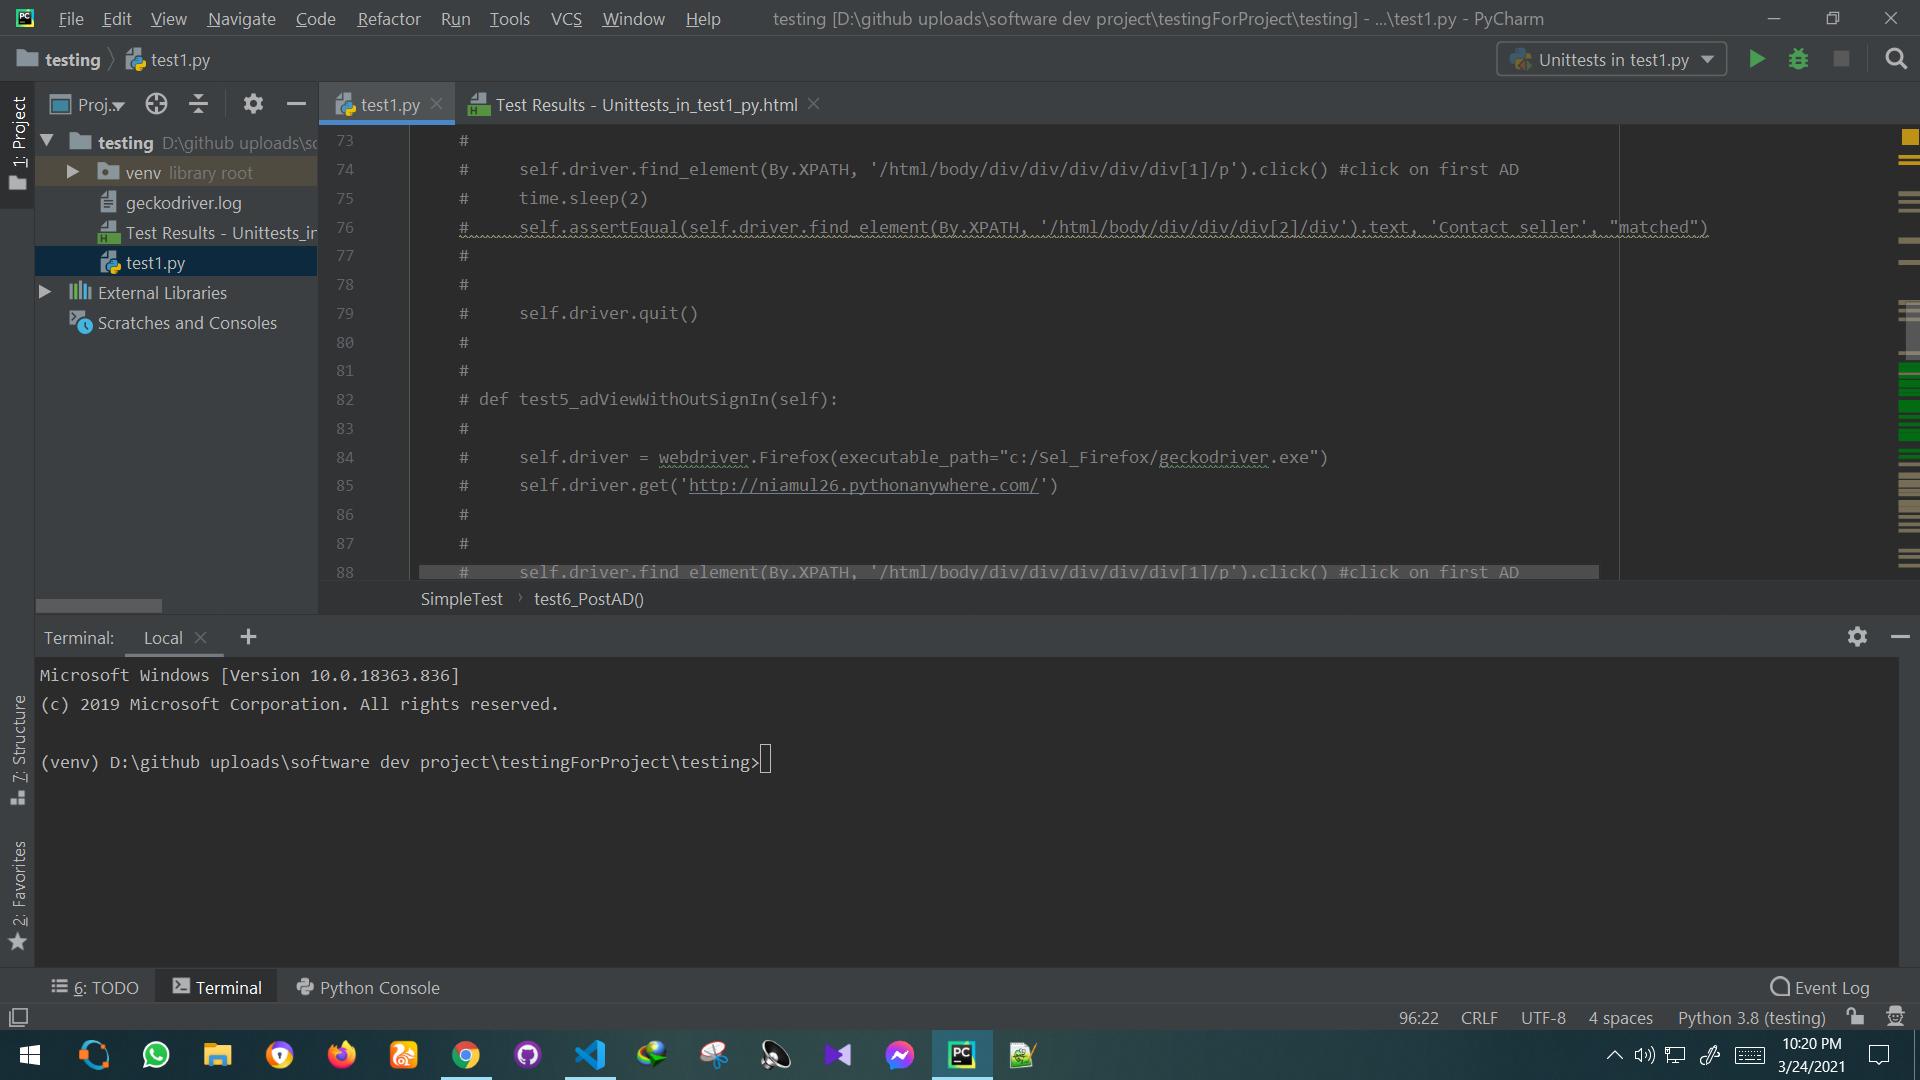 File Edit View Navigate Code Refactor Run Tools VCS Window Help testing [D:\github uploads\software dev project\testingForProject\testing] - ...\test1.py - PyCharm
testing test1.py Unittests in test1.py
1: Project
Proj.. test1.py Test Results - Unittests_in_test1_py.html
testing D:\github uploads\so
venv library root
geckodriver.log
Test Results - Unittests_in
test1.py
External Libraries
Scratches and Consoles
73 #
74 # self.driver.find_element(By.XPATH, '/html/body/div/div/div/div/div[1]/p').click() #click on first AD
75 # time.sleep(2)
76 # self.assertEqual(self.driver.find_element(By.XPATH, '/html/body/div/div/div[2]/div').text, 'Contact seller', "matched")
77 #
78 #
79 # self.driver.quit()
80 #
81 #
82 # def test5_adViewWithOutSignIn(self):
83 #
84 # self.driver = webdriver.Firefox(executable_path="c:/Sel_Firefox/geckodriver.exe")
85 # self.driver.get('http://niamul26.pythonanywhere.com/')
86 #
87 #
88 # self.driver.find_element(By.XPATH, '/html/body/div/div/div/div/div[1]/p').click() #click on first AD
SimpleTest test6_PostAD()
Terminal: Local
Microsoft Windows [Version 10.0.18363.836]
(c) 2019 Microsoft Corporation. All rights reserved.
(venv) D:\github uploads\software dev project\testingForProject\testing>
7: Structure
2: Favorites
6: TODO Terminal Python Console Event Log
96:22 CRLF UTF-8 4 spaces Python 3.8 (testing)
10:20 PM
3/24/2021